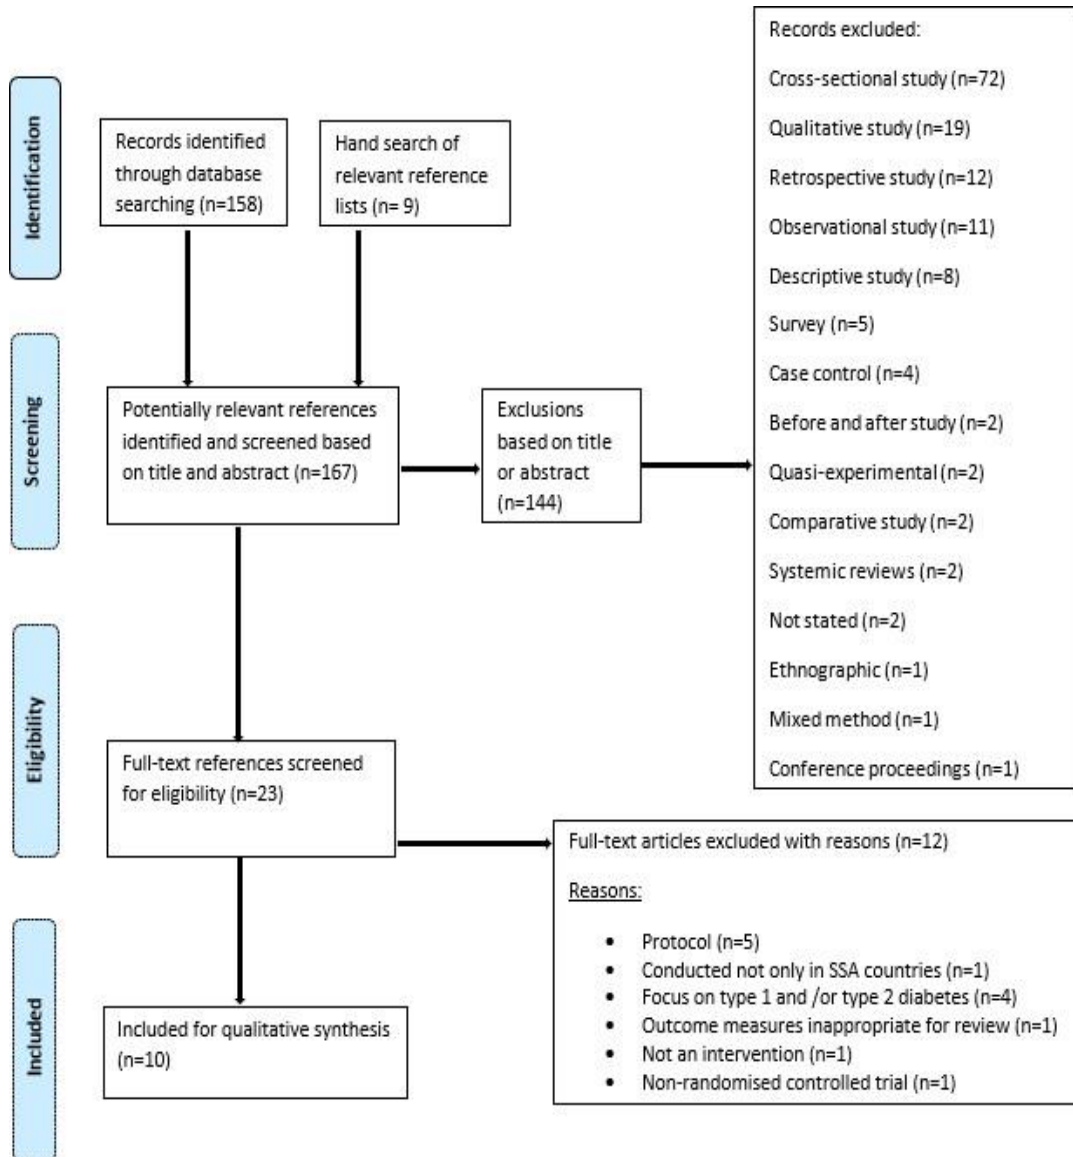 Identification
Records identified
through database
searching (n=158)
Hand search of
relevant reference
lists (n= 9)
Records excluded:
Cross-sectional study (n=72)
Qualitative study (n=19)
Retrospective study (n=12)
Observational study (n=11)
Descriptive study (n=8)
Survey (n=5)
Case control (n=4)
Before and after study (n=2)
Quasi-experimental (n=2)
Comparative study (n=2)
Systemic reviews (n=2)
Not stated (n=2)
Ethnographic (n=1)
Mixed method (n=1)
Conference proceedings (n=1)
Screening
Potentially relevant references
identified and screened based
on title and abstract (n=167)
Exclusions
based on title
or abstract
(n=144)
Eligibility
Full-text references screened
for eligibility (n=23)
Full-text articles excluded with reasons (n=12)
Reasons:
• Protocol (n=5)
• Conducted not only in SSA countries (n=1)
• Focus on type 1 and /or type 2 diabetes (n=4)
• Outcome measures inappropriate for review (n=1)
• Not an intervention (n=1)
• Non-randomised controlled trial (n=1)
Included
Included for qualitative synthesis
(n=10)